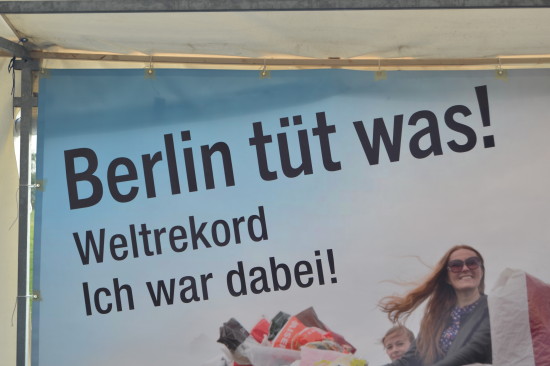 Berlin tüt was!
Weltrekord
Ich war dabei!